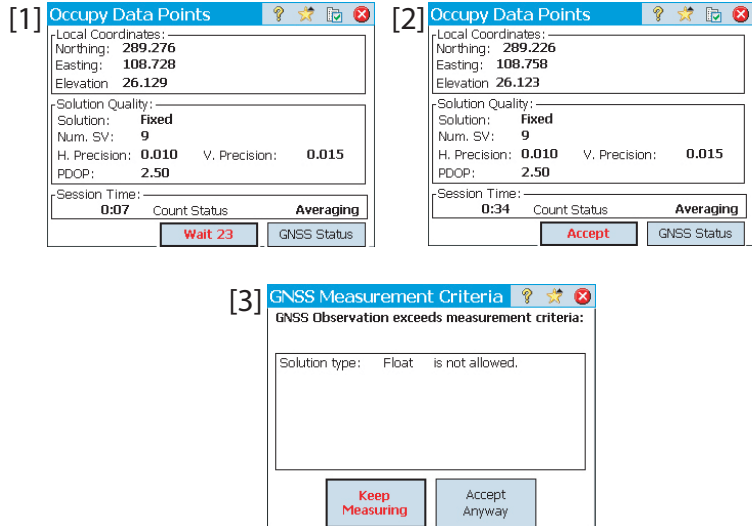 [1] Occupy Data Points
Local Coordinates:
Northing: 289.276
Easting: 108.728
Elevation 26.129
Solution Quality:
Solution: Fixed
Num. SV: 9
H. Precision: 0.010 V. Precision: 0.015
PDOP: 2.50
Session Time:
0:07 Count Status Averaging
Wait 23 GNSS Status
[2] Occupy Data Points
Local Coordinates:
Northing: 289.226
Easting: 108.758
Elevation 26.123
Solution Quality:
Solution: Fixed
Num. SV: 9
H. Precision: 0.010 V. Precision: 0.015
PDOP: 2.50
Session Time:
0:34 Count Status Averaging
Accept GNSS Status
[3] GNSS Measurement Criteria
GNSS Observation exceeds measurement criteria:
Solution type: Float is not allowed.
Keep Measuring
Accept Anyway